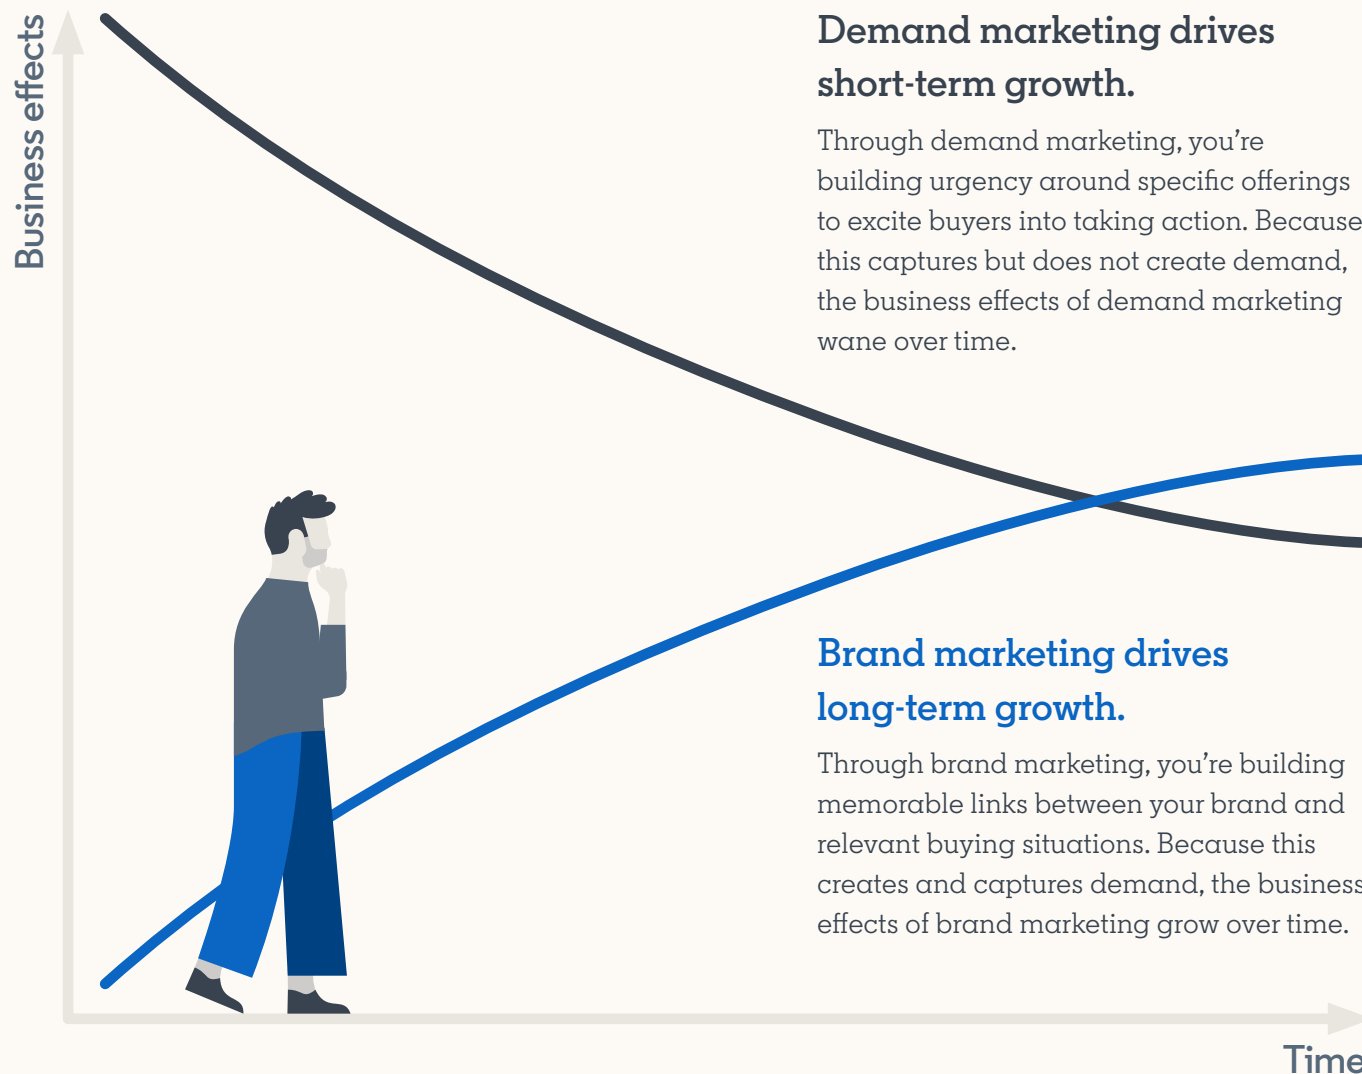 Business effects
Demand marketing drives
short-term growth.
Through demand marketing, you’re
building urgency around specific offerings
to excite buyers into taking action. Because
this captures but does not create demand,
the business effects of demand marketing
wane over time.
Brand marketing drives
long-term growth.
Through brand marketing, you’re building
memorable links between your brand and
relevant buying situations. Because this
creates and captures demand, the business
effects of brand marketing grow over time.
Time